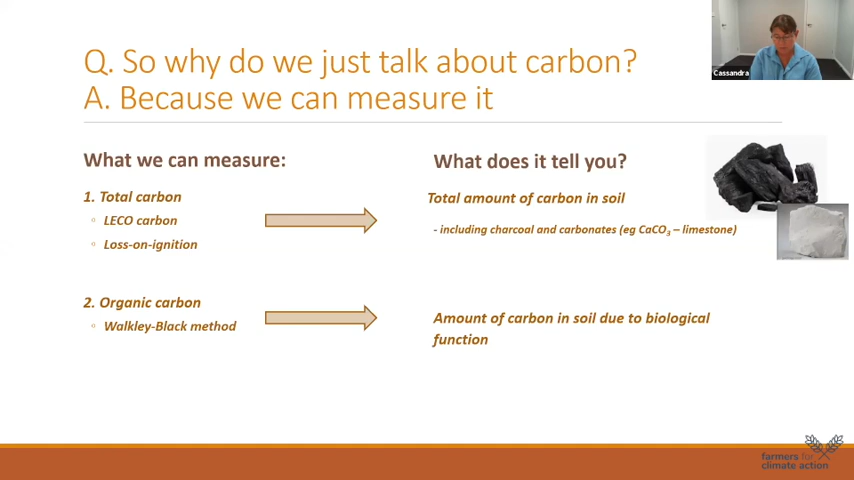 Q. So why do we just talk about carbon?
A. Because we can measure it
Cassandra
What we can measure:
1. Total carbon
LECO carbon
Loss-on-ignition
2. Organic carbon
Walkley-Black method
What does it tell you?
Total amount of carbon in soil
- including charcoal and carbonates (eg CaCO₃ – limestone)
Amount of carbon in soil due to biological
function
farmers for
climate action